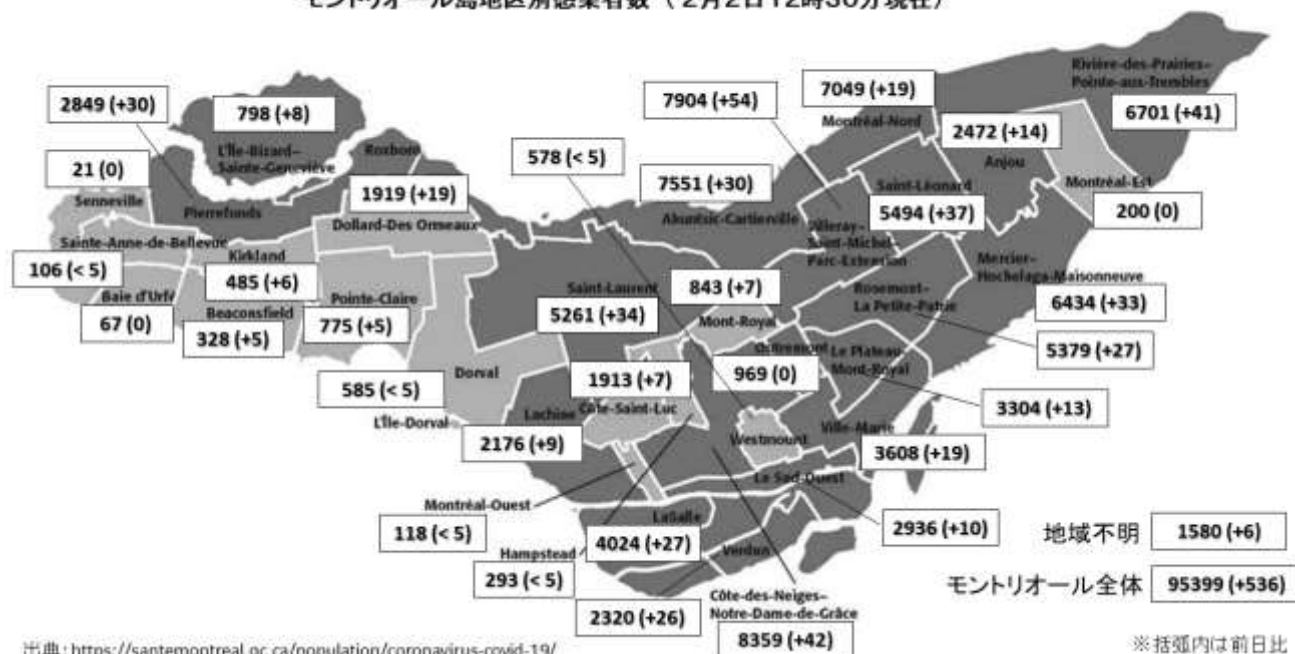 モントリオール島地区別感染者数 (2月2日12時30分現在)
Rivière-des-Prairies–
Pointe-aux-Trembles
6701 (+41)
7049 (+19)
Montréal-Nord
7904 (+54)
2849 (+30)
798 (+8)
L'Île-Bizard–
Sainte-Geneviève
Roxboro
2472 (+14)
Anjou
578 (< 5)
21 (0)
Senneville
Pierrefonds
1919 (+19)
Dollard-Des Ormeaux
7551 (+30)
Ahuntsic-Cartierville
Saint-Léonard
5494 (+37)
Montréal-Est
200 (0)
Villeray–
Saint-Michel–
Parc-Extension
Sainte-Anne-de-Bellevue
106 (< 5)
Kirkland
485 (+6)
Mercier–
Hochelaga-Maisonneuve
6434 (+33)
Baie d'Urfé
67 (0)
Beaconsfield
328 (+5)
Pointe-Claire
775 (+5)
Saint-Laurent
5261 (+34)
843 (+7)
Mont-Royal
Rosemont–
La Petite-Patrie
5379 (+27)
Outremont
969 (0)
Le Plateau-
Mont-Royal
3304 (+13)
585 (< 5)
Dorval
L'Île-Dorval
1913 (+7)
Côte-Saint-Luc
Lachine
2176 (+9)
Westmount
Ville-Marie
3608 (+19)
Le Sud-Ouest
2936 (+10)
Montréal-Ouest
118 (< 5)
LaSalle
4024 (+27)
Hampstead
293 (< 5)
Verdun
2320 (+26)
Côte-des-Neiges–
Notre-Dame-de-Grâce
8359 (+42)
地域不明 1580 (+6)
モントリオール全体 95399 (+536)
出典: https://santemontreal.qc.ca/population/coronavirus-covid-19/
※括弧内は前日比